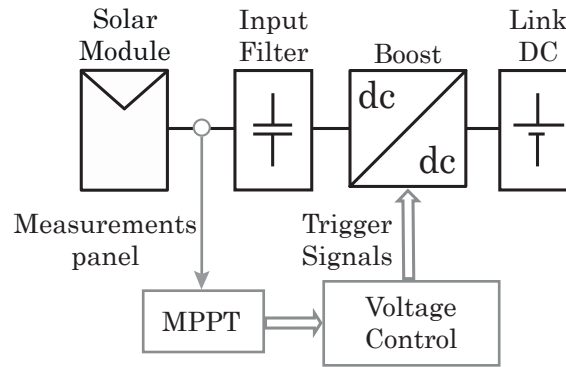 Solar
Module
Input
Filter
Boost
Link
DC
dc
dc
Measurements
panel
Trigger
Signals
MPPT
Voltage
Control